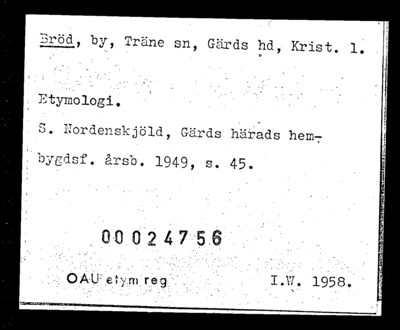 Bröd, by, Träne sn, Gärds hd, Krist. l.
Etymologi.
S. Nordenskjöld, Gärds härads hem-
bygdsf. årsb. 1949, s. 45.
00024756
OAU etym reg
I.W. 1958.